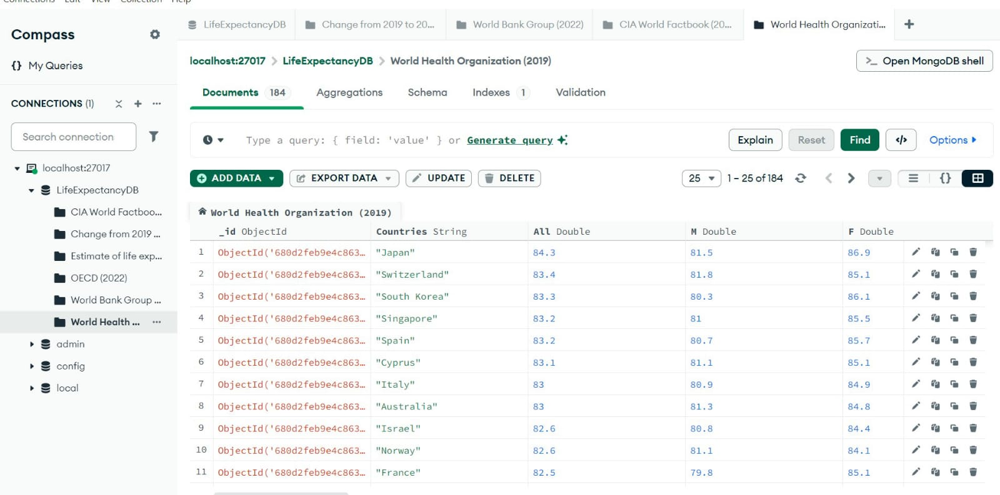 Connections Edit View Collection Help
Compass
{} My Queries
CONNECTIONS (1)
Search connection
localhost:27017
LifeExpectancyDB
CIA World Factboo...
Change from 2019 ...
Estimate of life exp...
OECD (2022)
World Bank Group ...
World Health ...
admin
config
local
LifeExpectancyDB
Change from 2019 to 20...
World Bank Group (2022)
CIA World Factbook (20...
World Health Organizati...
localhost:27017 > LifeExpectancyDB > World Health Organization (2019)
>_ Open MongoDB shell
Documents 184 Aggregations Schema Indexes 1 Validation
Type a query: { field: 'value' } or Generate query
Explain Reset Find </> Options
ADD DATA EXPORT DATA UPDATE DELETE
25 1 – 25 of 184 {}
World Health Organization (2019)
_id ObjectId Countries String All Double M Double F Double
1 ObjectId('680d2feb9e4c863... "Japan" 84.3 81.5 86.9
2 ObjectId('680d2feb9e4c863... "Switzerland" 83.4 81.8 85.1
3 ObjectId('680d2feb9e4c863... "South Korea" 83.3 80.3 86.1
4 ObjectId('680d2feb9e4c863... "Singapore" 83.2 81 85.5
5 ObjectId('680d2feb9e4c863... "Spain" 83.2 80.7 85.7
6 ObjectId('680d2feb9e4c863... "Cyprus" 83.1 81.1 85.1
7 ObjectId('680d2feb9e4c863... "Italy" 83 80.9 84.9
8 ObjectId('680d2feb9e4c863... "Australia" 83 81.3 84.8
9 ObjectId('680d2feb9e4c863... "Israel" 82.6 80.8 84.4
10 ObjectId('680d2feb9e4c863... "Norway" 82.6 81.1 84.1
11 ObjectId('680d2feb9e4c863... "France" 82.5 79.8 85.1